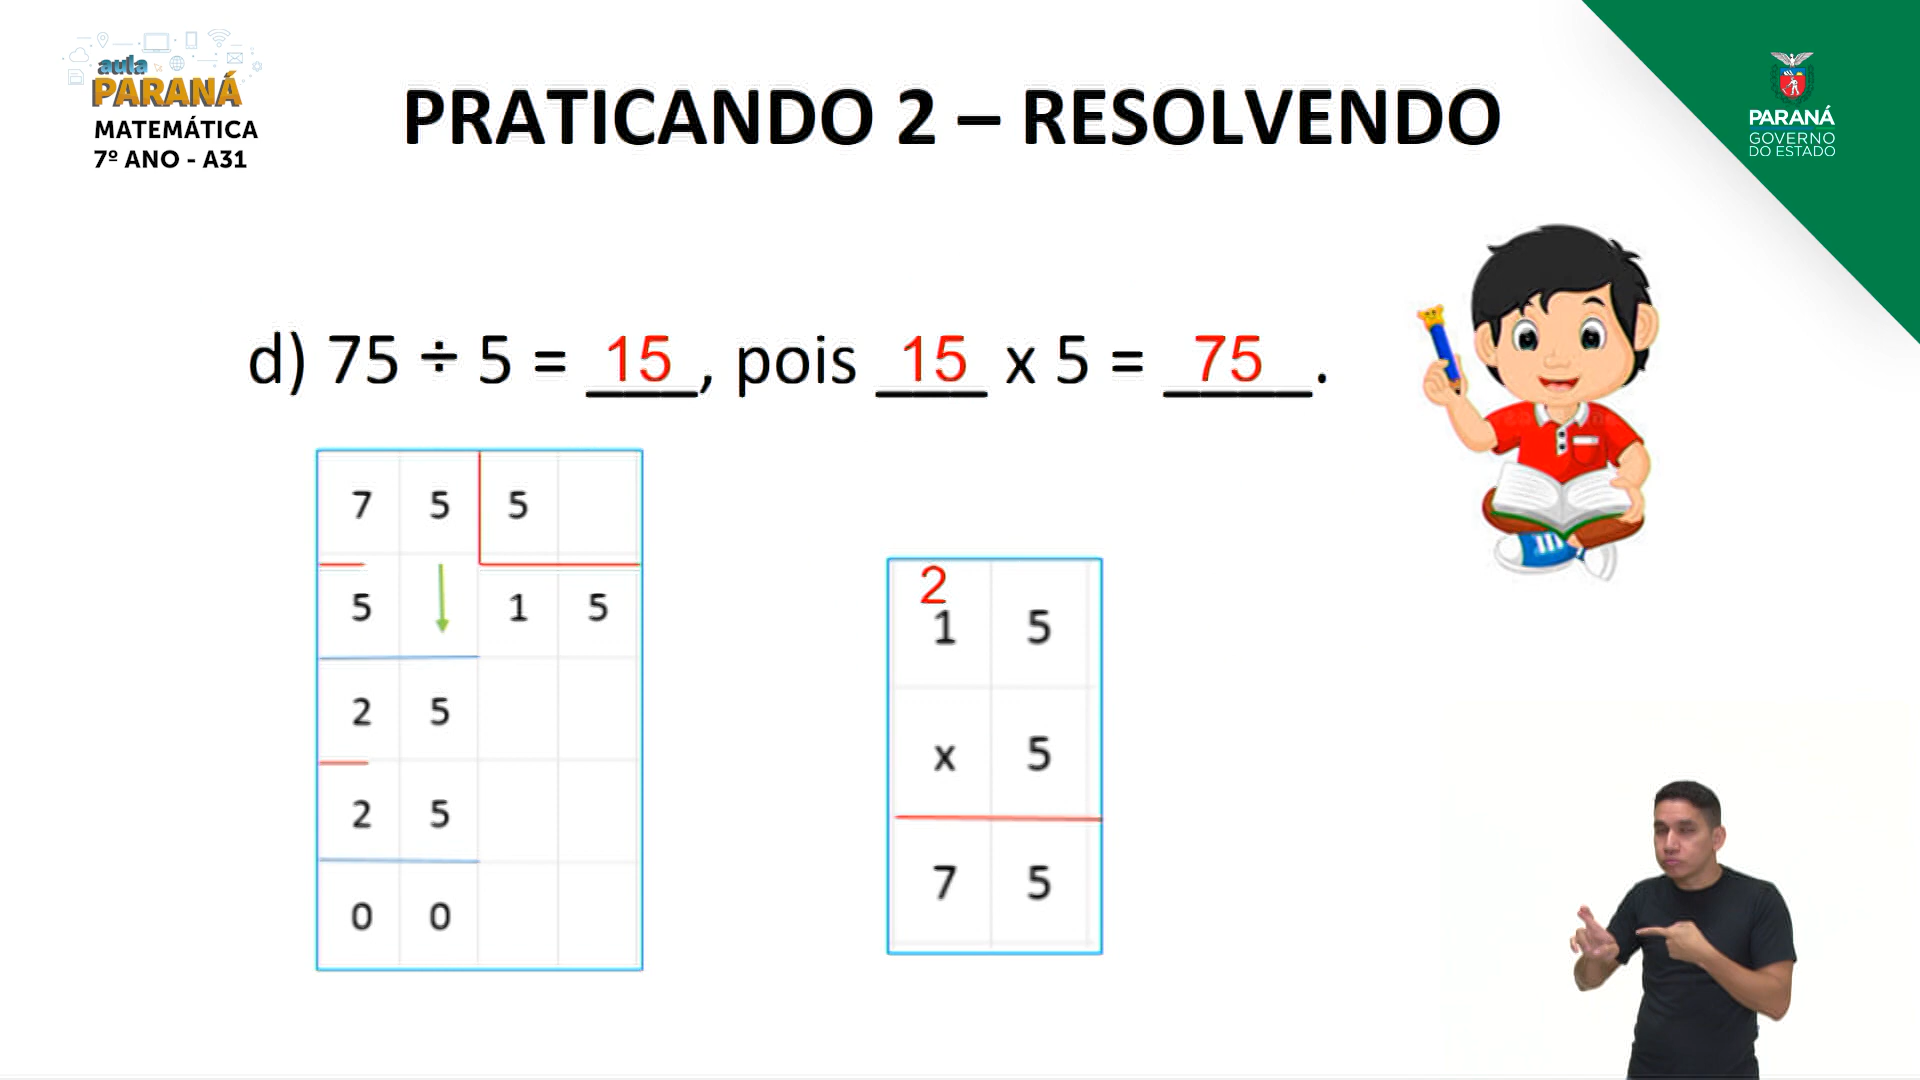 aula
PARANÁ
MATEMÁTICA
7º ANO - A31
PRATICANDO 2 – RESOLVENDO
PARANÁ
GOVERNO
DO ESTADO
d) 75 ÷ 5 = 15, pois 15 x 5 = 75.
7 5 5
5 1 5
2 5
2 5
0 0
2
1 5
x 5
7 5